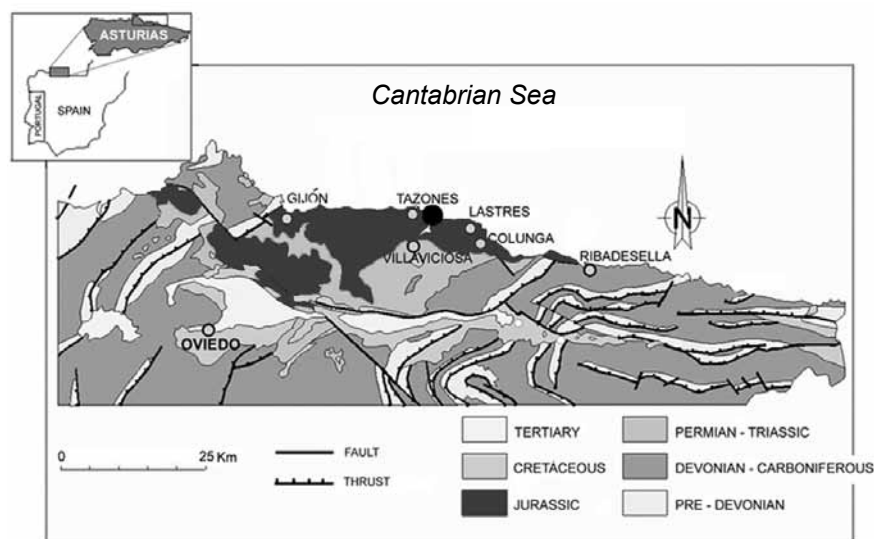 ASTURIAS
PORTUGAL
SPAIN
Cantabrian Sea
GIJÓN
TAZONES
LASTRES
COLUNGA
VILLAVICIOSA
RIBADESELLA
N
OVIEDO
0 25 Km
FAULT
THRUST
TERTIARY
CRETÁCEOUS
JURASSIC
PERMIAN - TRIASSIC
DEVONIAN - CARBONIFEROUS
PRE - DEVONIAN